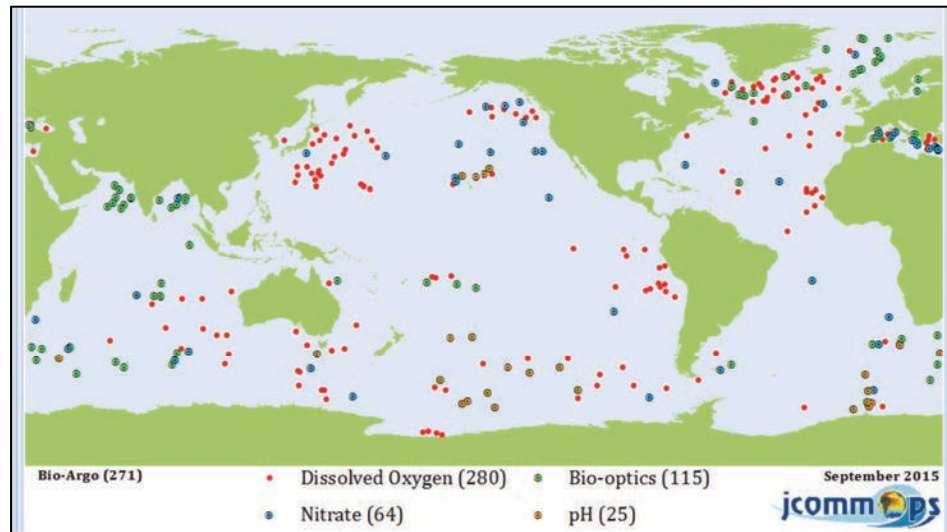 Bio-Argo (271)
Dissolved Oxygen (280)
Bio-optics (115)
September 2015
Nitrate (64)
pH (25)
jcommops